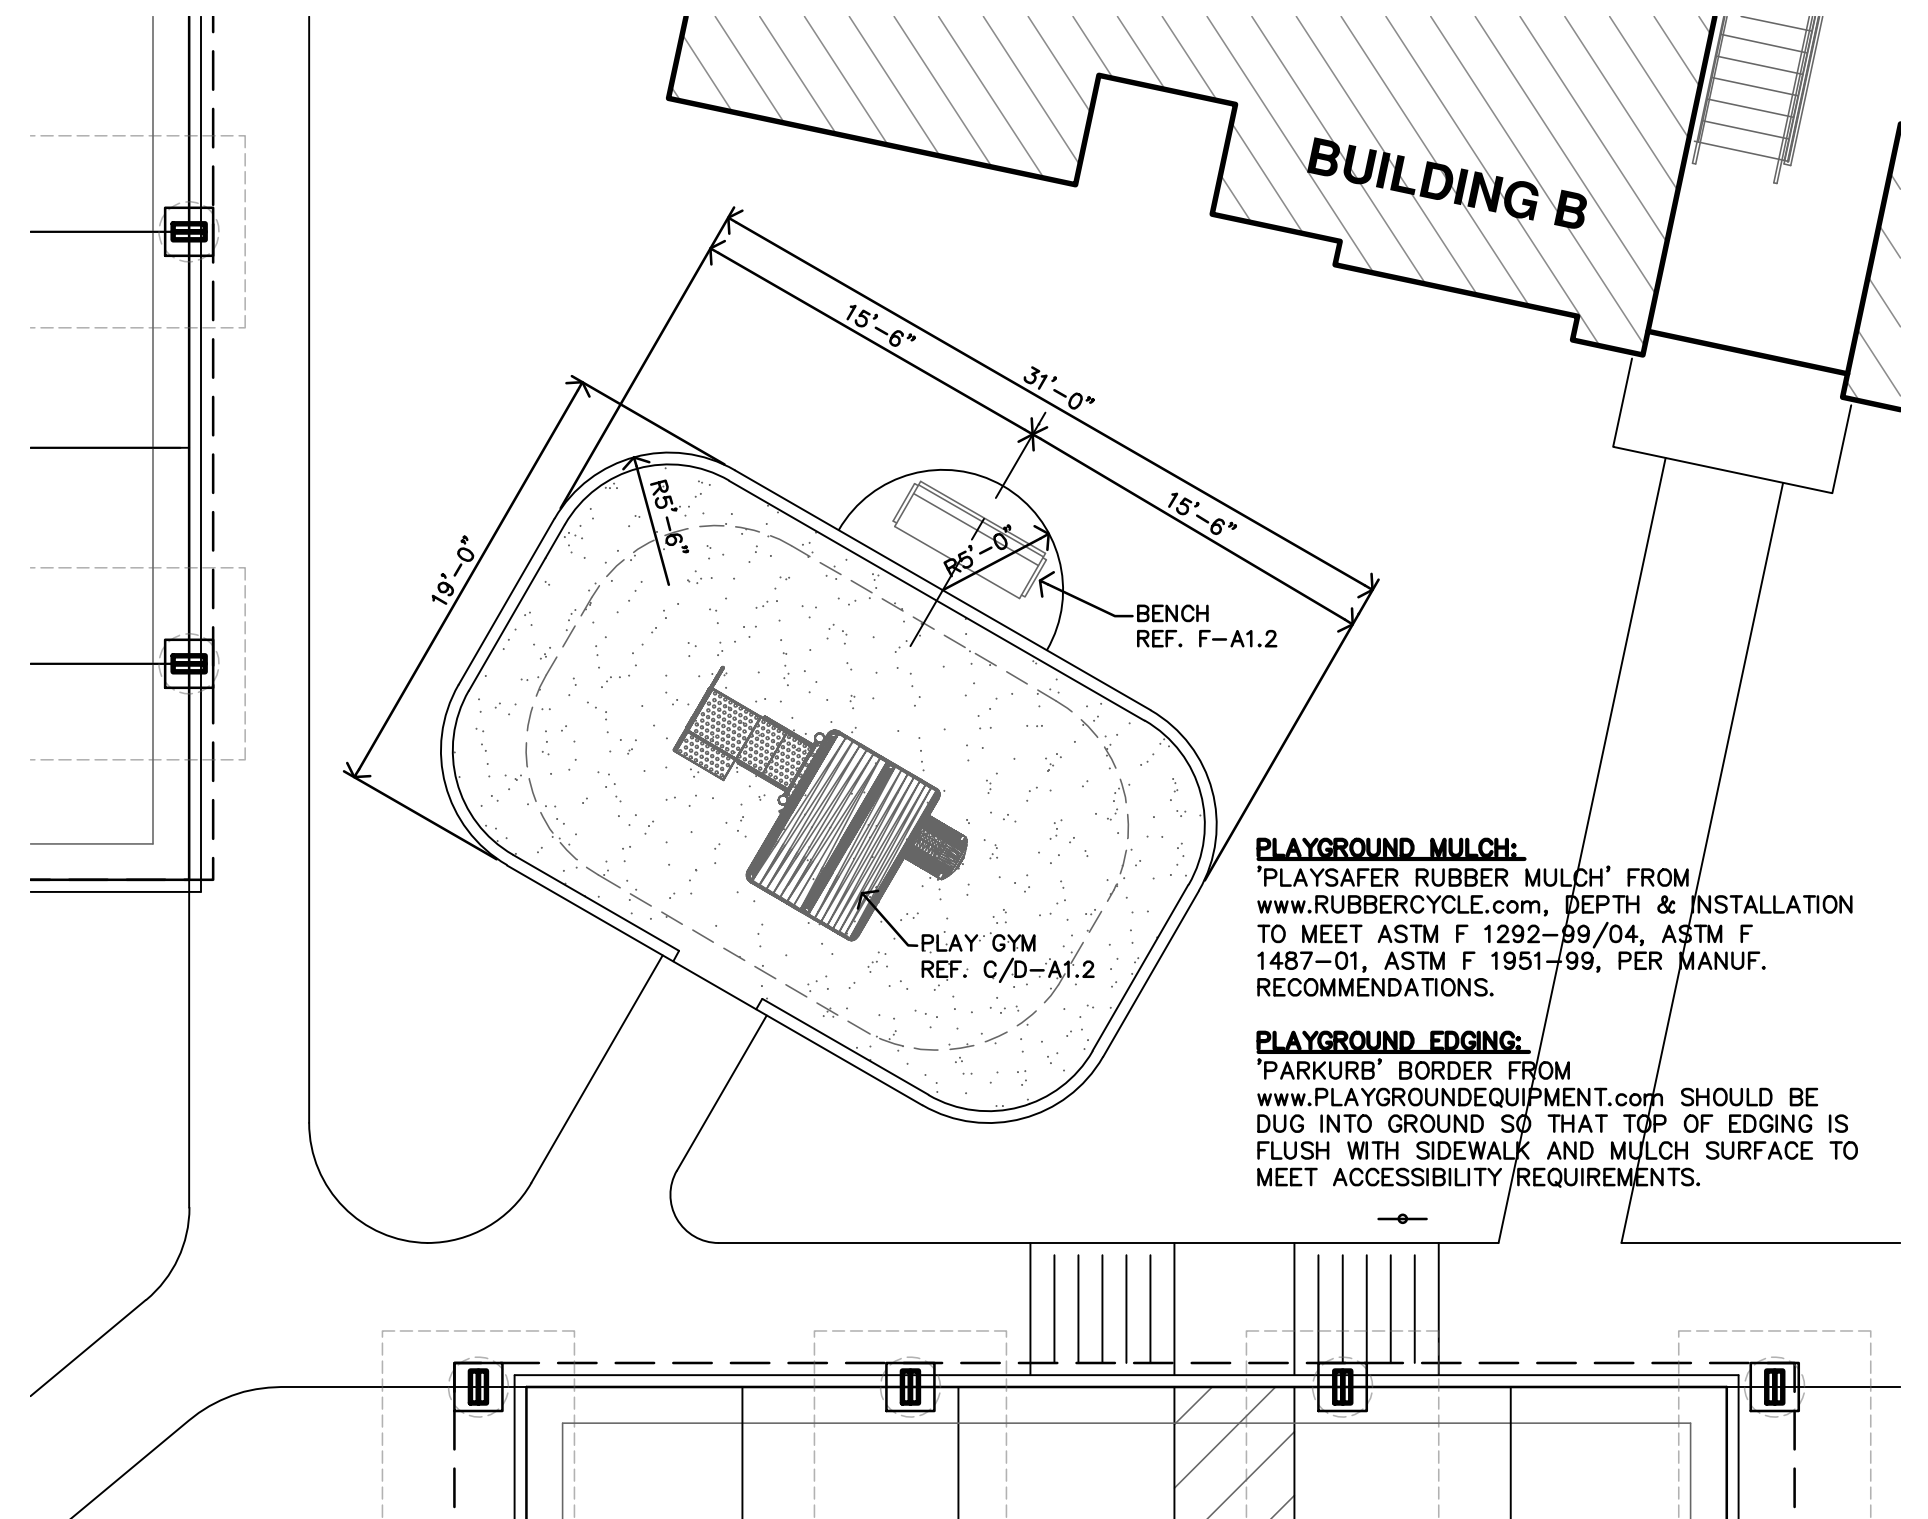 BUILDING B
15'-6"
31'-0"
15'-6"
19'-0"
R5'-6"
R5'-0"
BENCH
REF. F-A1.2
PLAY GYM
REF. C/D-A1.2
PLAYGROUND MULCH:
'PLAYSAFER RUBBER MULCH' FROM
www.RUBBERCYCLE.com, DEPTH & INSTALLATION
TO MEET ASTM F 1292-99/04, ASTM F
1487-01, ASTM F 1951-99, PER MANUF.
RECOMMENDATIONS.
PLAYGROUND EDGING:
'PARKURB' BORDER FROM
www.PLAYGROUNDEQUIPMENT.com SHOULD BE
DUG INTO GROUND SO THAT TOP OF EDGING IS
FLUSH WITH SIDEWALK AND MULCH SURFACE TO
MEET ACCESSIBILITY REQUIREMENTS.